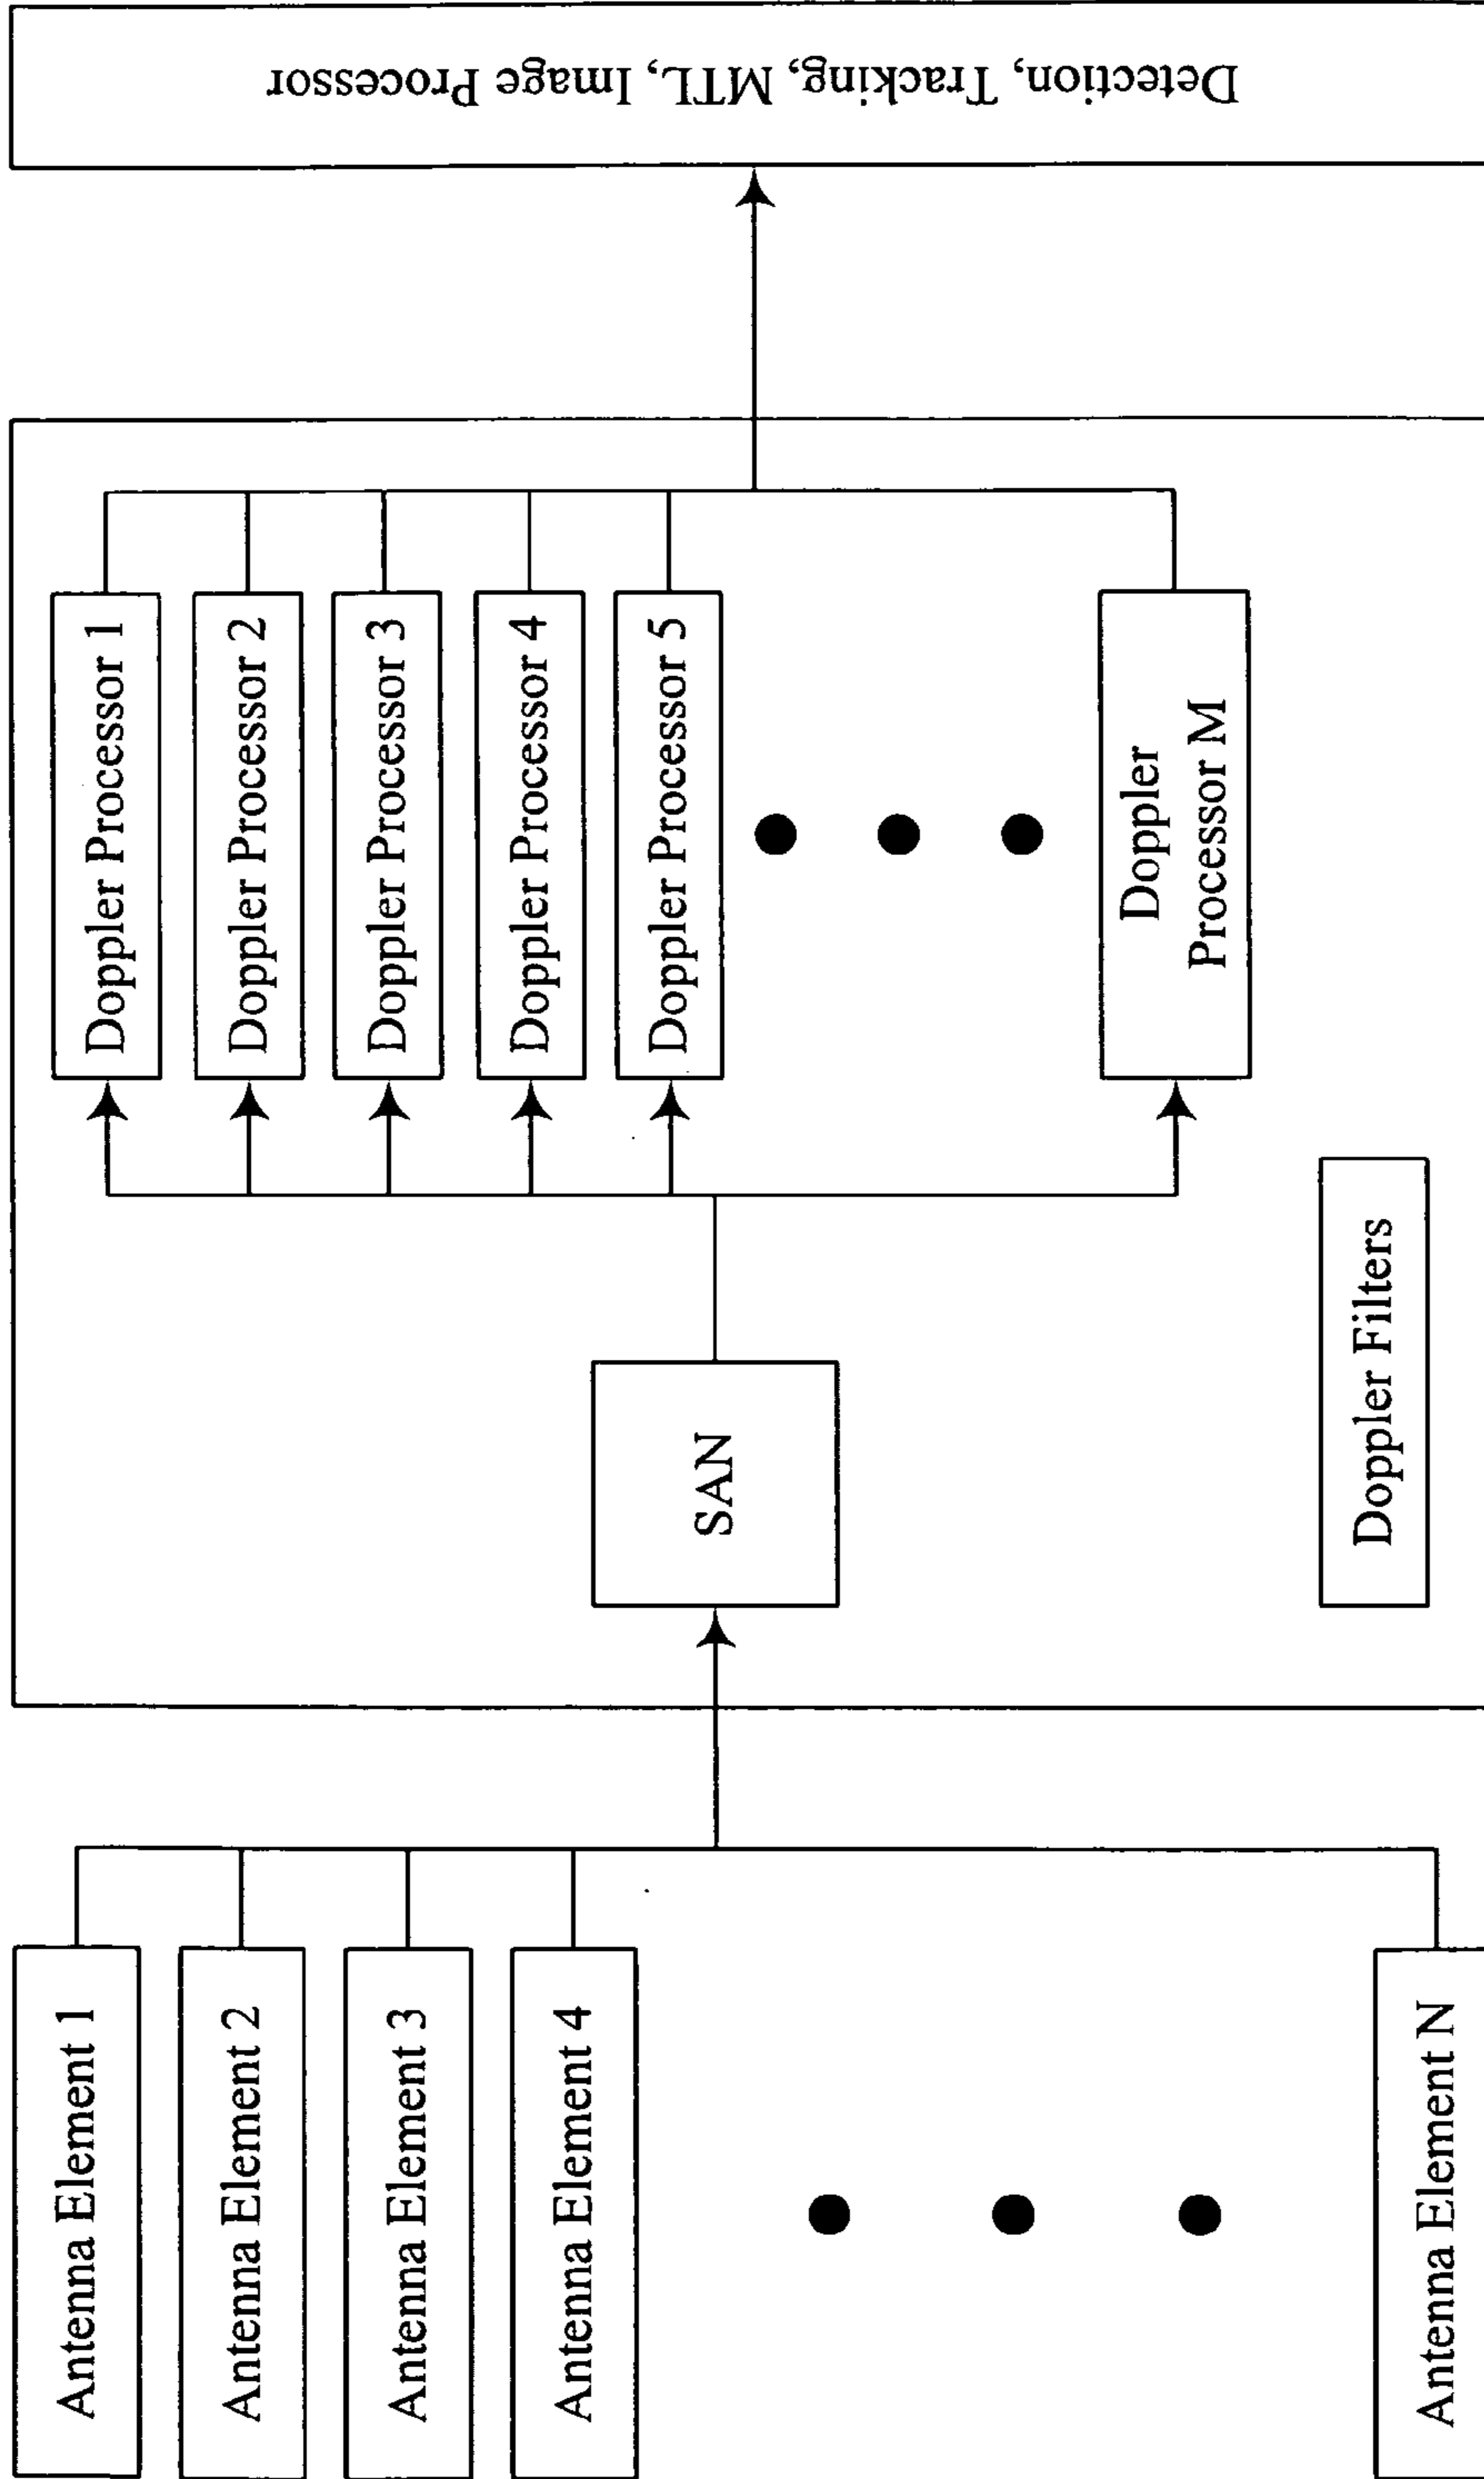 Antenna Element 1
Antenna Element 2
Antenna Element 3
Antenna Element 4
Antenna Element N
SAN
Doppler Processor 1
Doppler Processor 2
Doppler Processor 3
Doppler Processor 4
Doppler Processor 5
Doppler
Processor M
Doppler Filters
Detection, Tracking, MTL, Image Processor